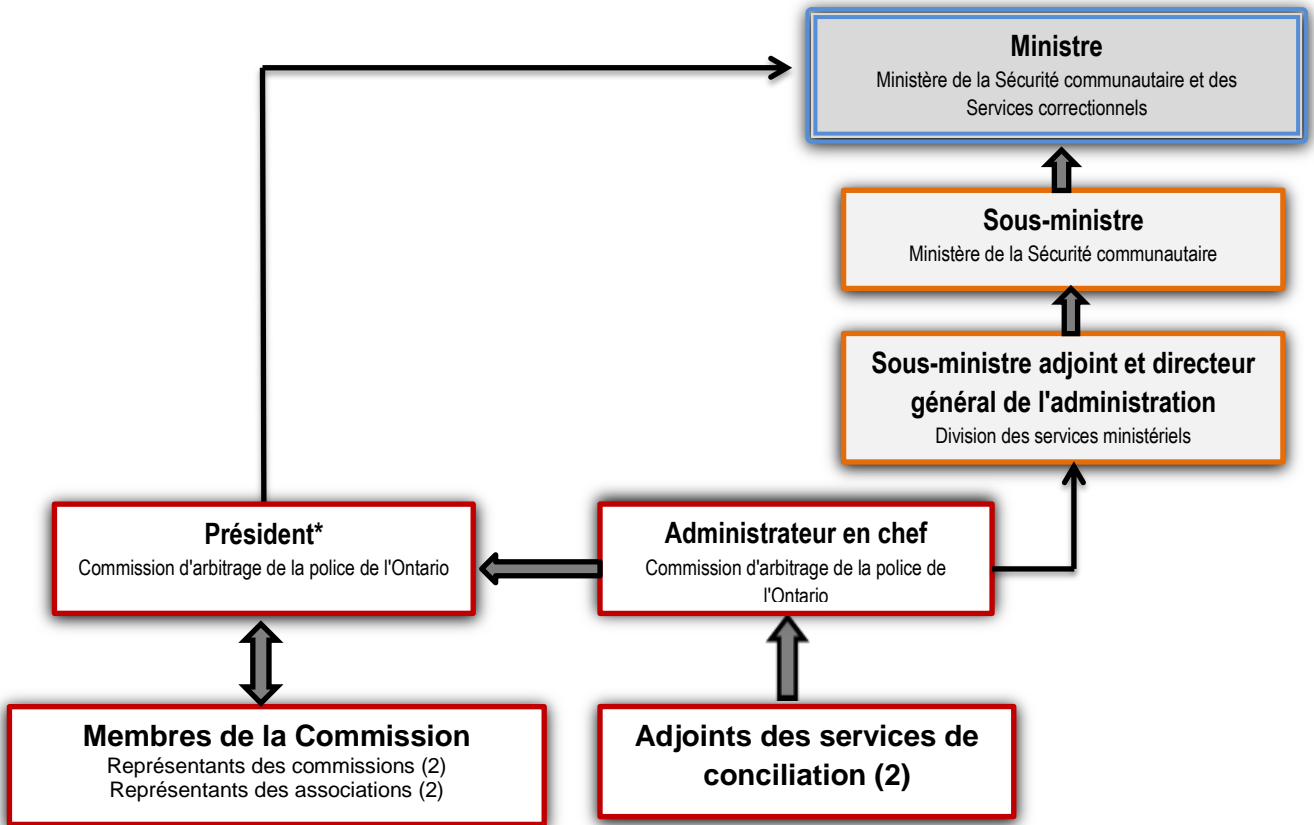 Ministre
Ministère de la Sécurité communautaire et des
Services correctionnels
Sous-ministre
Ministère de la Sécurité communautaire
Sous-ministre adjoint et directeur
général de l'administration
Division des services ministériels
Président*
Commission d'arbitrage de la police de l'Ontario
Administrateur en chef
Commission d'arbitrage de la police de
l'Ontario
Membres de la Commission
Représentants des commissions (2)
Représentants des associations (2)
Adjoints des services de
conciliation (2)